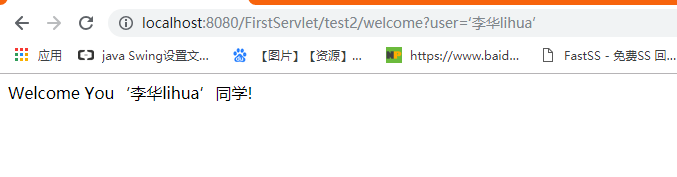 localhost:8080/FirstServlet/test2/welcome?user=‘李华lihua’
应用 java Swing设置文... 【图片】【资源】... https://www.baid... FastSS - 免费SS 回...
Welcome You‘李华lihua’同学!